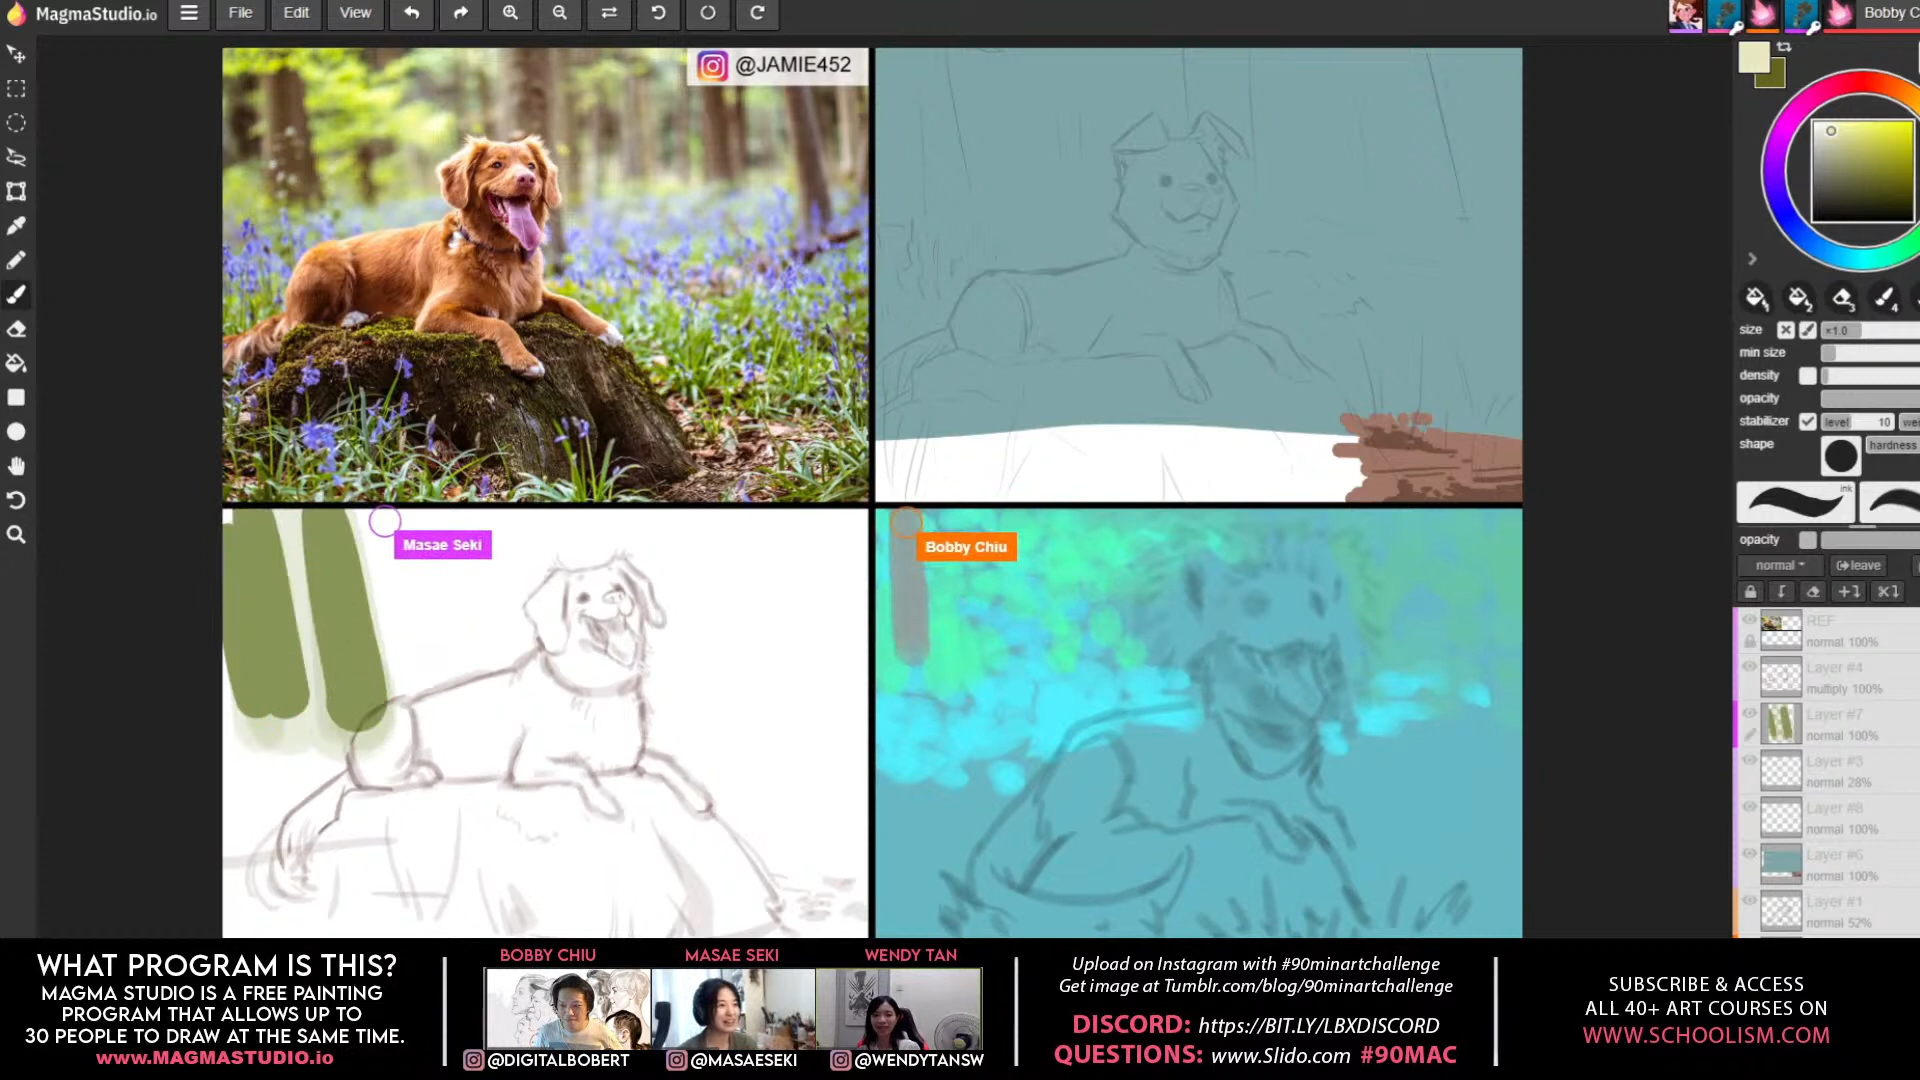 MagmaStudio.io
File
Edit
View
Bobby C
@JAMIE452
Masae Seki
Bobby Chiu
size
×1.0
min size
density
opacity
stabilizer
level 10
shape
hardness
ink
opacity
normal
leave
REF
normal 100%
Layer #4
multiply 100%
Layer #7
normal 100%
Layer #3
normal 28%
Layer #8
normal 100%
Layer #6
normal 100%
Layer #1
normal 52%
WHAT PROGRAM IS THIS?
MAGMA STUDIO IS A FREE PAINTING
PROGRAM THAT ALLOWS UP TO
30 PEOPLE TO DRAW AT THE SAME TIME.
www.MAGMASTUDIO.io
BOBBY CHIU
MASAE SEKI
WENDY TAN
@DIGITALBOBERT
@MASAESEKI
@WENDYTANSW
Upload on Instagram with #90minartchallenge
Get image at Tumblr.com/blog/90minartchallenge
DISCORD: https://BIT.LY/LBXDISCORD
QUESTIONS: www.Slido.com #90MAC
SUBSCRIBE & ACCESS
ALL 40+ ART COURSES ON
WWW.SCHOOLISM.COM